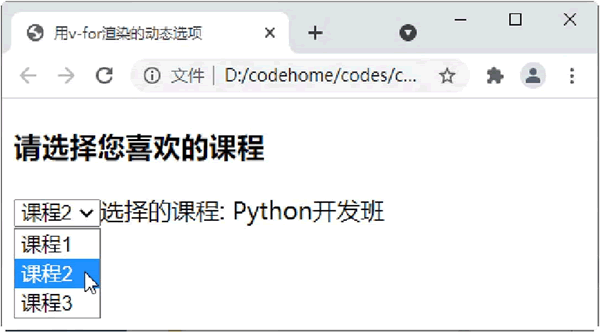 用v-for渲染的动态选项
文件 D:/codehome/codes/c...
请选择您喜欢的课程
课程2 选择的课程: Python开发班
课程1
课程2
课程3